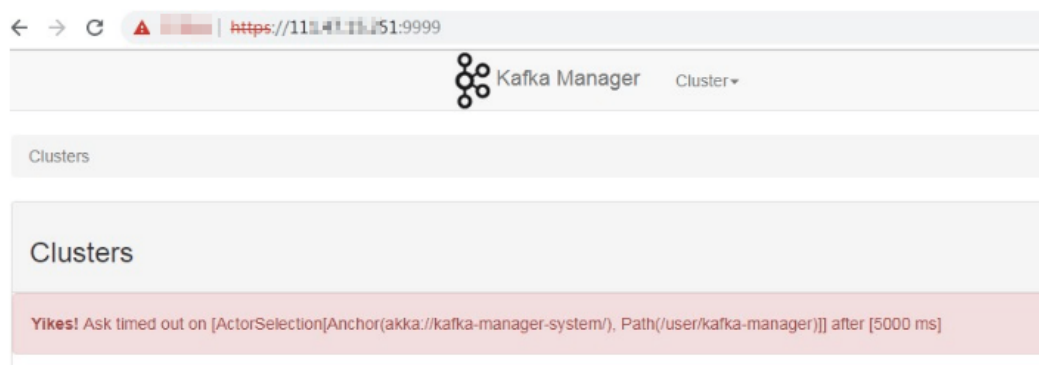 https://11 51:9999
Kafka Manager Cluster
Clusters
Clusters
Yikes! Ask timed out on [ActorSelection[Anchor(akka://kafka-manager-system/), Path(/user/kafka-manager)]] after [5000 ms]